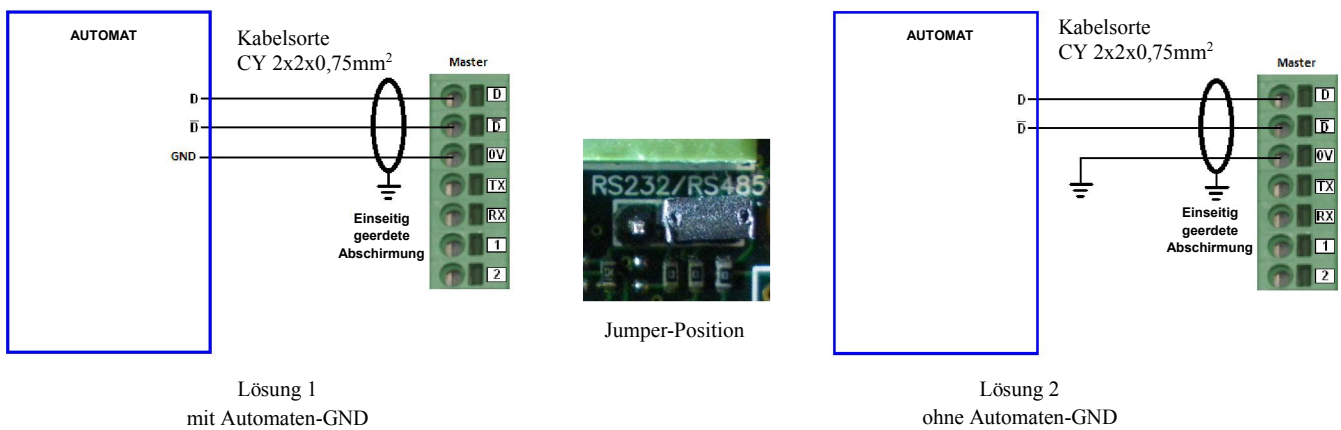 AUTOMAT
Kabelsorte
CY 2x2x0,75mm²
Master
D
D̅
GND
D
D̅
0V
TX
RX
1
2
Einseitig
geerdete
Abschirmung
Lösung 1
mit Automaten-GND
RS232/RS485
Jumper-Position
AUTOMAT
Kabelsorte
CY 2x2x0,75mm²
Master
D
D̅
D
D̅
0V
TX
RX
1
2
Einseitig
geerdete
Abschirmung
Lösung 2
ohne Automaten-GND